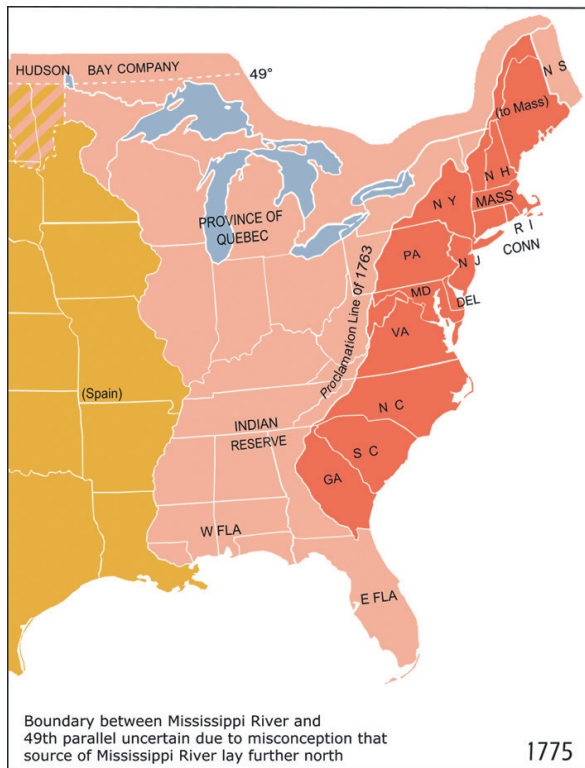 HUDSON BAY COMPANY
49°
N S
(to Mass)
N H
N Y
MASS
R I
CONN
PROVINCE OF
QUEBEC
PA
N J
MD
DEL
Proclamation Line of 1763
VA
(Spain)
N C
INDIAN
RESERVE
S C
GA
W FLA
E FLA
Boundary between Mississippi River and
49th parallel uncertain due to misconception that
source of Mississippi River lay further north
1775